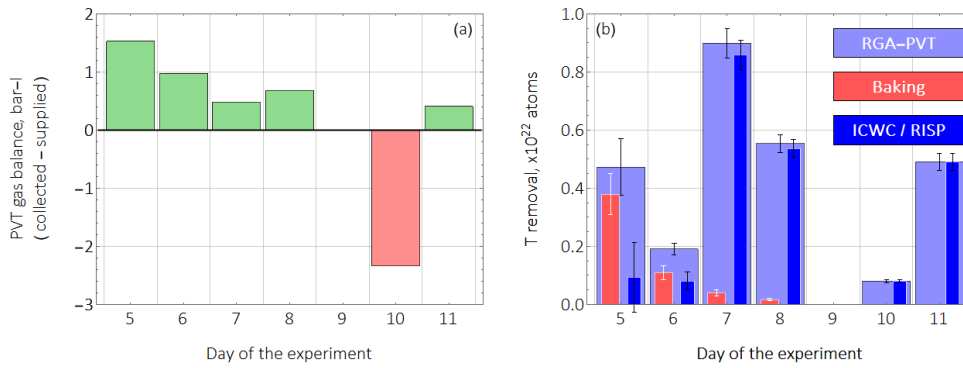 (a)
PVT gas balance, bar–l
( collected – supplied )
1
0
−1
−2
−3
5 6 7 8 9 10 11
Day of the experiment
(b)
RGA–PVT
Baking
ICWC / RISP
T removal, x10²² atoms
1.0
0.8
0.6
0.4
0.2
0.0
5 6 7 8 9 10 11
Day of the experiment